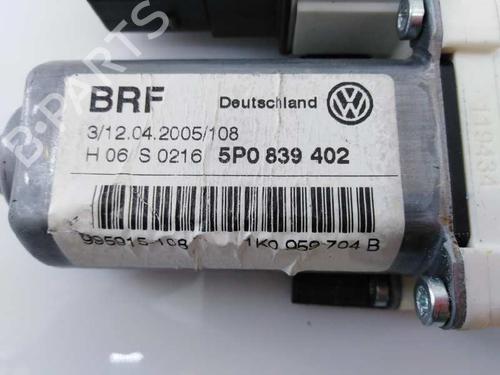 BRF Deutschland
3/12.04.2005/108
H 06 S 0216 5P0 839 402
995915 108 1K0 959 704 B
B-PARTS